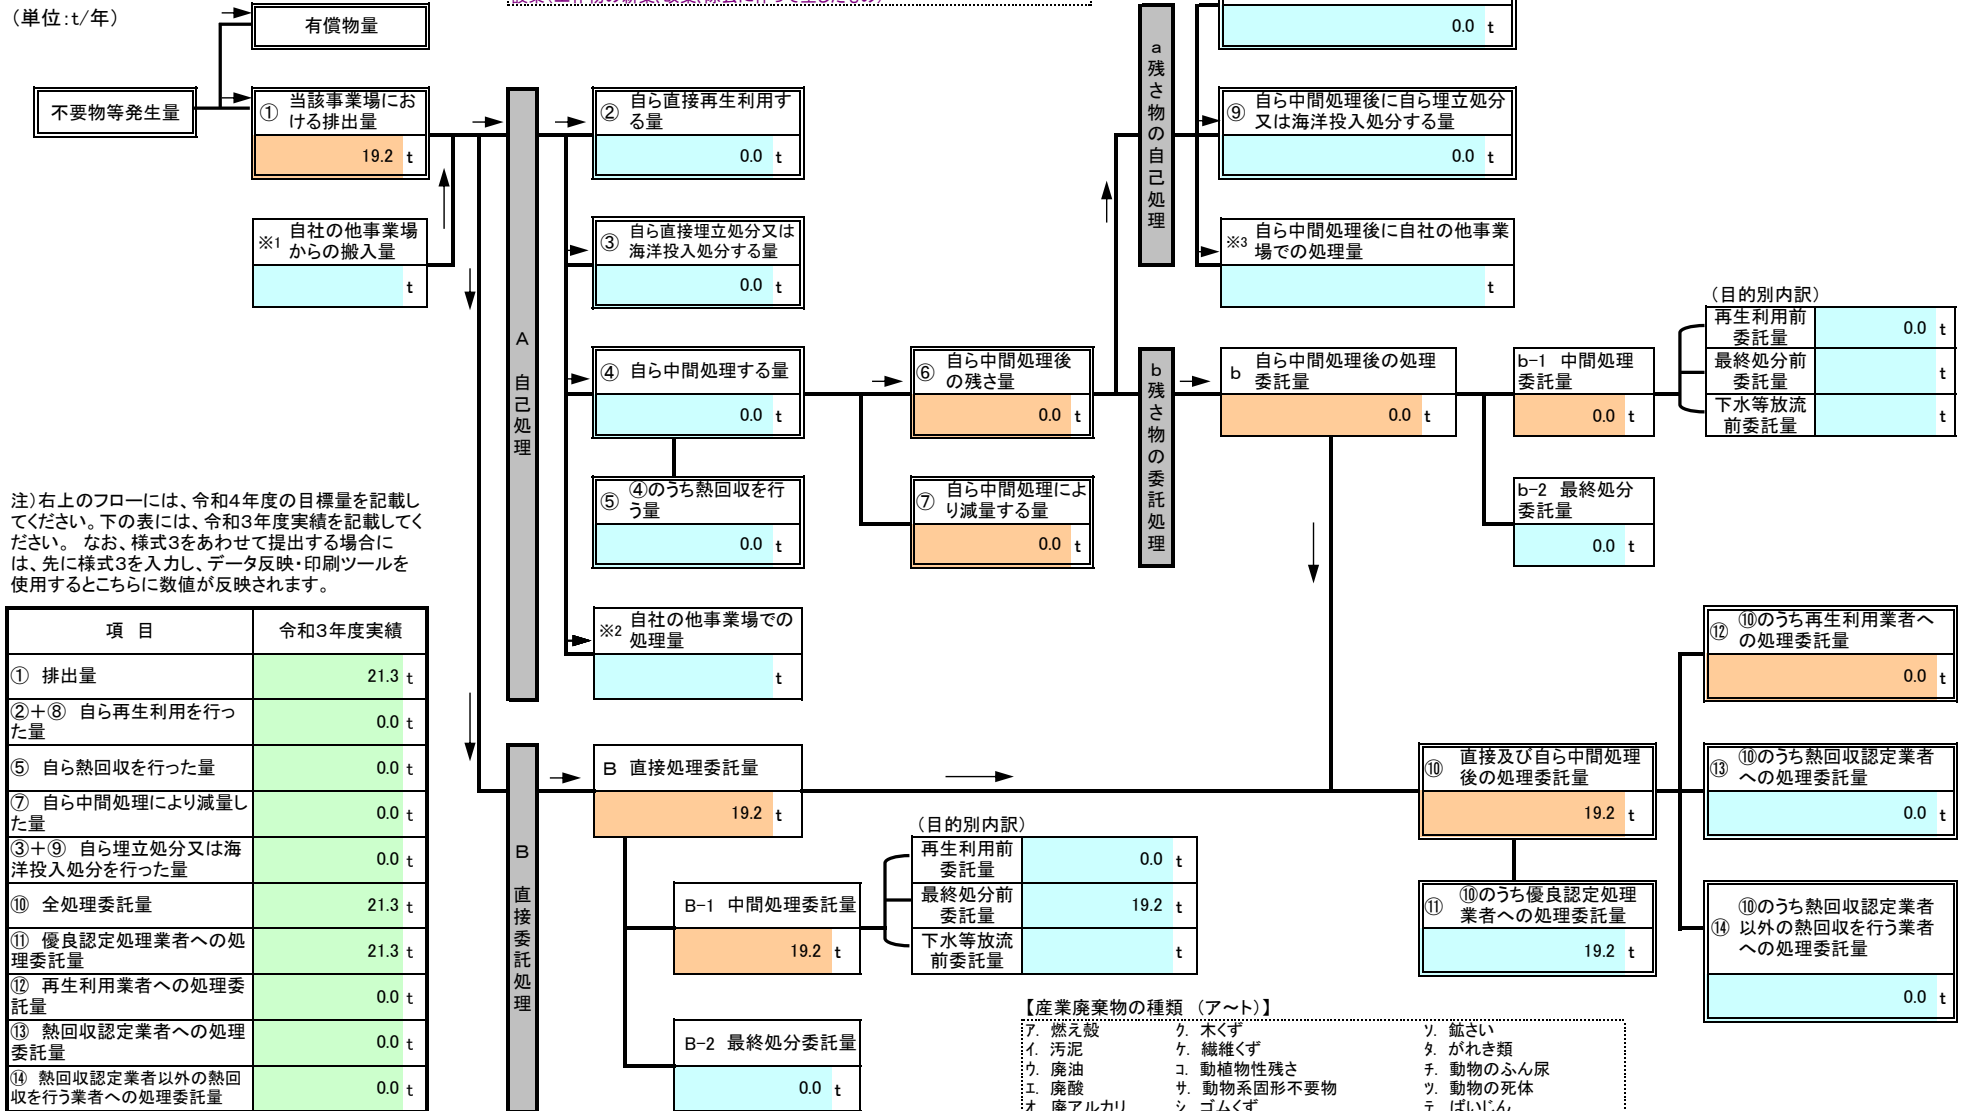 （単位：t/年）
有償物量
不要物等発生量
① 当該事業場にお
ける排出量
19.2 t
※1 自社の他事業場
からの搬入量
t
A 自己処理
② 自ら直接再生利用す
る量
0.0 t
③ 自ら直接埋立処分又は
海洋投入処分する量
0.0 t
④ 自ら中間処理する量
0.0 t
⑤ ④のうち熱回収を行
う量
0.0 t
※2 自社の他事業場での
処理量
t
⑥ 自ら中間処理後
の残さ量
0.0 t
⑦ 自ら中間処理によ
り減量する量
0.0 t
a残さ物の自己処理
0.0 t
⑨ 自ら中間処理後に自ら埋立処分
又は海洋投入処分する量
0.0 t
※3 自ら中間処理後に自社の他事業
場での処理量
t
b残さ物の委託処理
b 自ら中間処理後の処理
委託量
0.0 t
b-1 中間処理
委託量
0.0 t
b-2 最終処分
委託量
0.0 t
（目的別内訳）
再生利用前
委託量
0.0 t
最終処分前
委託量
t
下水等放流
前委託量
t
注）右上のフローには、令和４年度の目標量を記載し
てください。下の表には、令和３年度実績を記載してく
ださい。 なお、様式３をあわせて提出する場合に
は、先に様式３を入力し、データ反映・印刷ツールを
使用するとこちらに数値が反映されます。
項 目 令和３年度実績
① 排出量 21.3 t
②＋⑧ 自ら再生利用を行っ
た量 0.0 t
⑤ 自ら熱回収を行った量 0.0 t
⑦ 自ら中間処理により減量し
た量 0.0 t
③＋⑨ 自ら埋立処分又は海
洋投入処分を行った量 0.0 t
⑩ 全処理委託量 21.3 t
⑪ 優良認定処理業者への処
理委託量 21.3 t
⑫ 再生利用業者への処理委
託量 0.0 t
⑬ 熱回収認定業者への処理
委託量 0.0 t
⑭ 熱回収認定業者以外の熱回
収を行う業者への処理委託量 0.0 t
B 直接委託処理
B 直接処理委託量
19.2 t
B-1 中間処理委託量
19.2 t
B-2 最終処分委託量
0.0 t
（目的別内訳）
再生利用前
委託量
0.0 t
最終処分前
委託量
19.2 t
下水等放流
前委託量
t
⑩ 直接及び自ら中間処理
後の処理委託量
19.2 t
⑪ ⑩のうち優良認定処理
業者への処理委託量
19.2 t
⑫ ⑩のうち再生利用業者へ
の処理委託量
0.0 t
⑬ ⑩のうち熱回収認定業者
への処理委託量
0.0 t
⑭ ⑩のうち熱回収認定業者
以外の熱回収を行う業者
への処理委託量
0.0 t
【産業廃棄物の種類 （ア～ト）】
ア. 燃え殻 ク. 木くず ソ. 鉱さい
イ. 汚泥 ケ. 繊維くず タ. がれき類
ウ. 廃油 コ. 動植物性残さ チ. 動物のふん尿
エ. 廃酸 サ. 動物系固形不要物 ツ. 動物の死体
オ. 廃アルカリ シ. ゴムくず テ. ばいじん